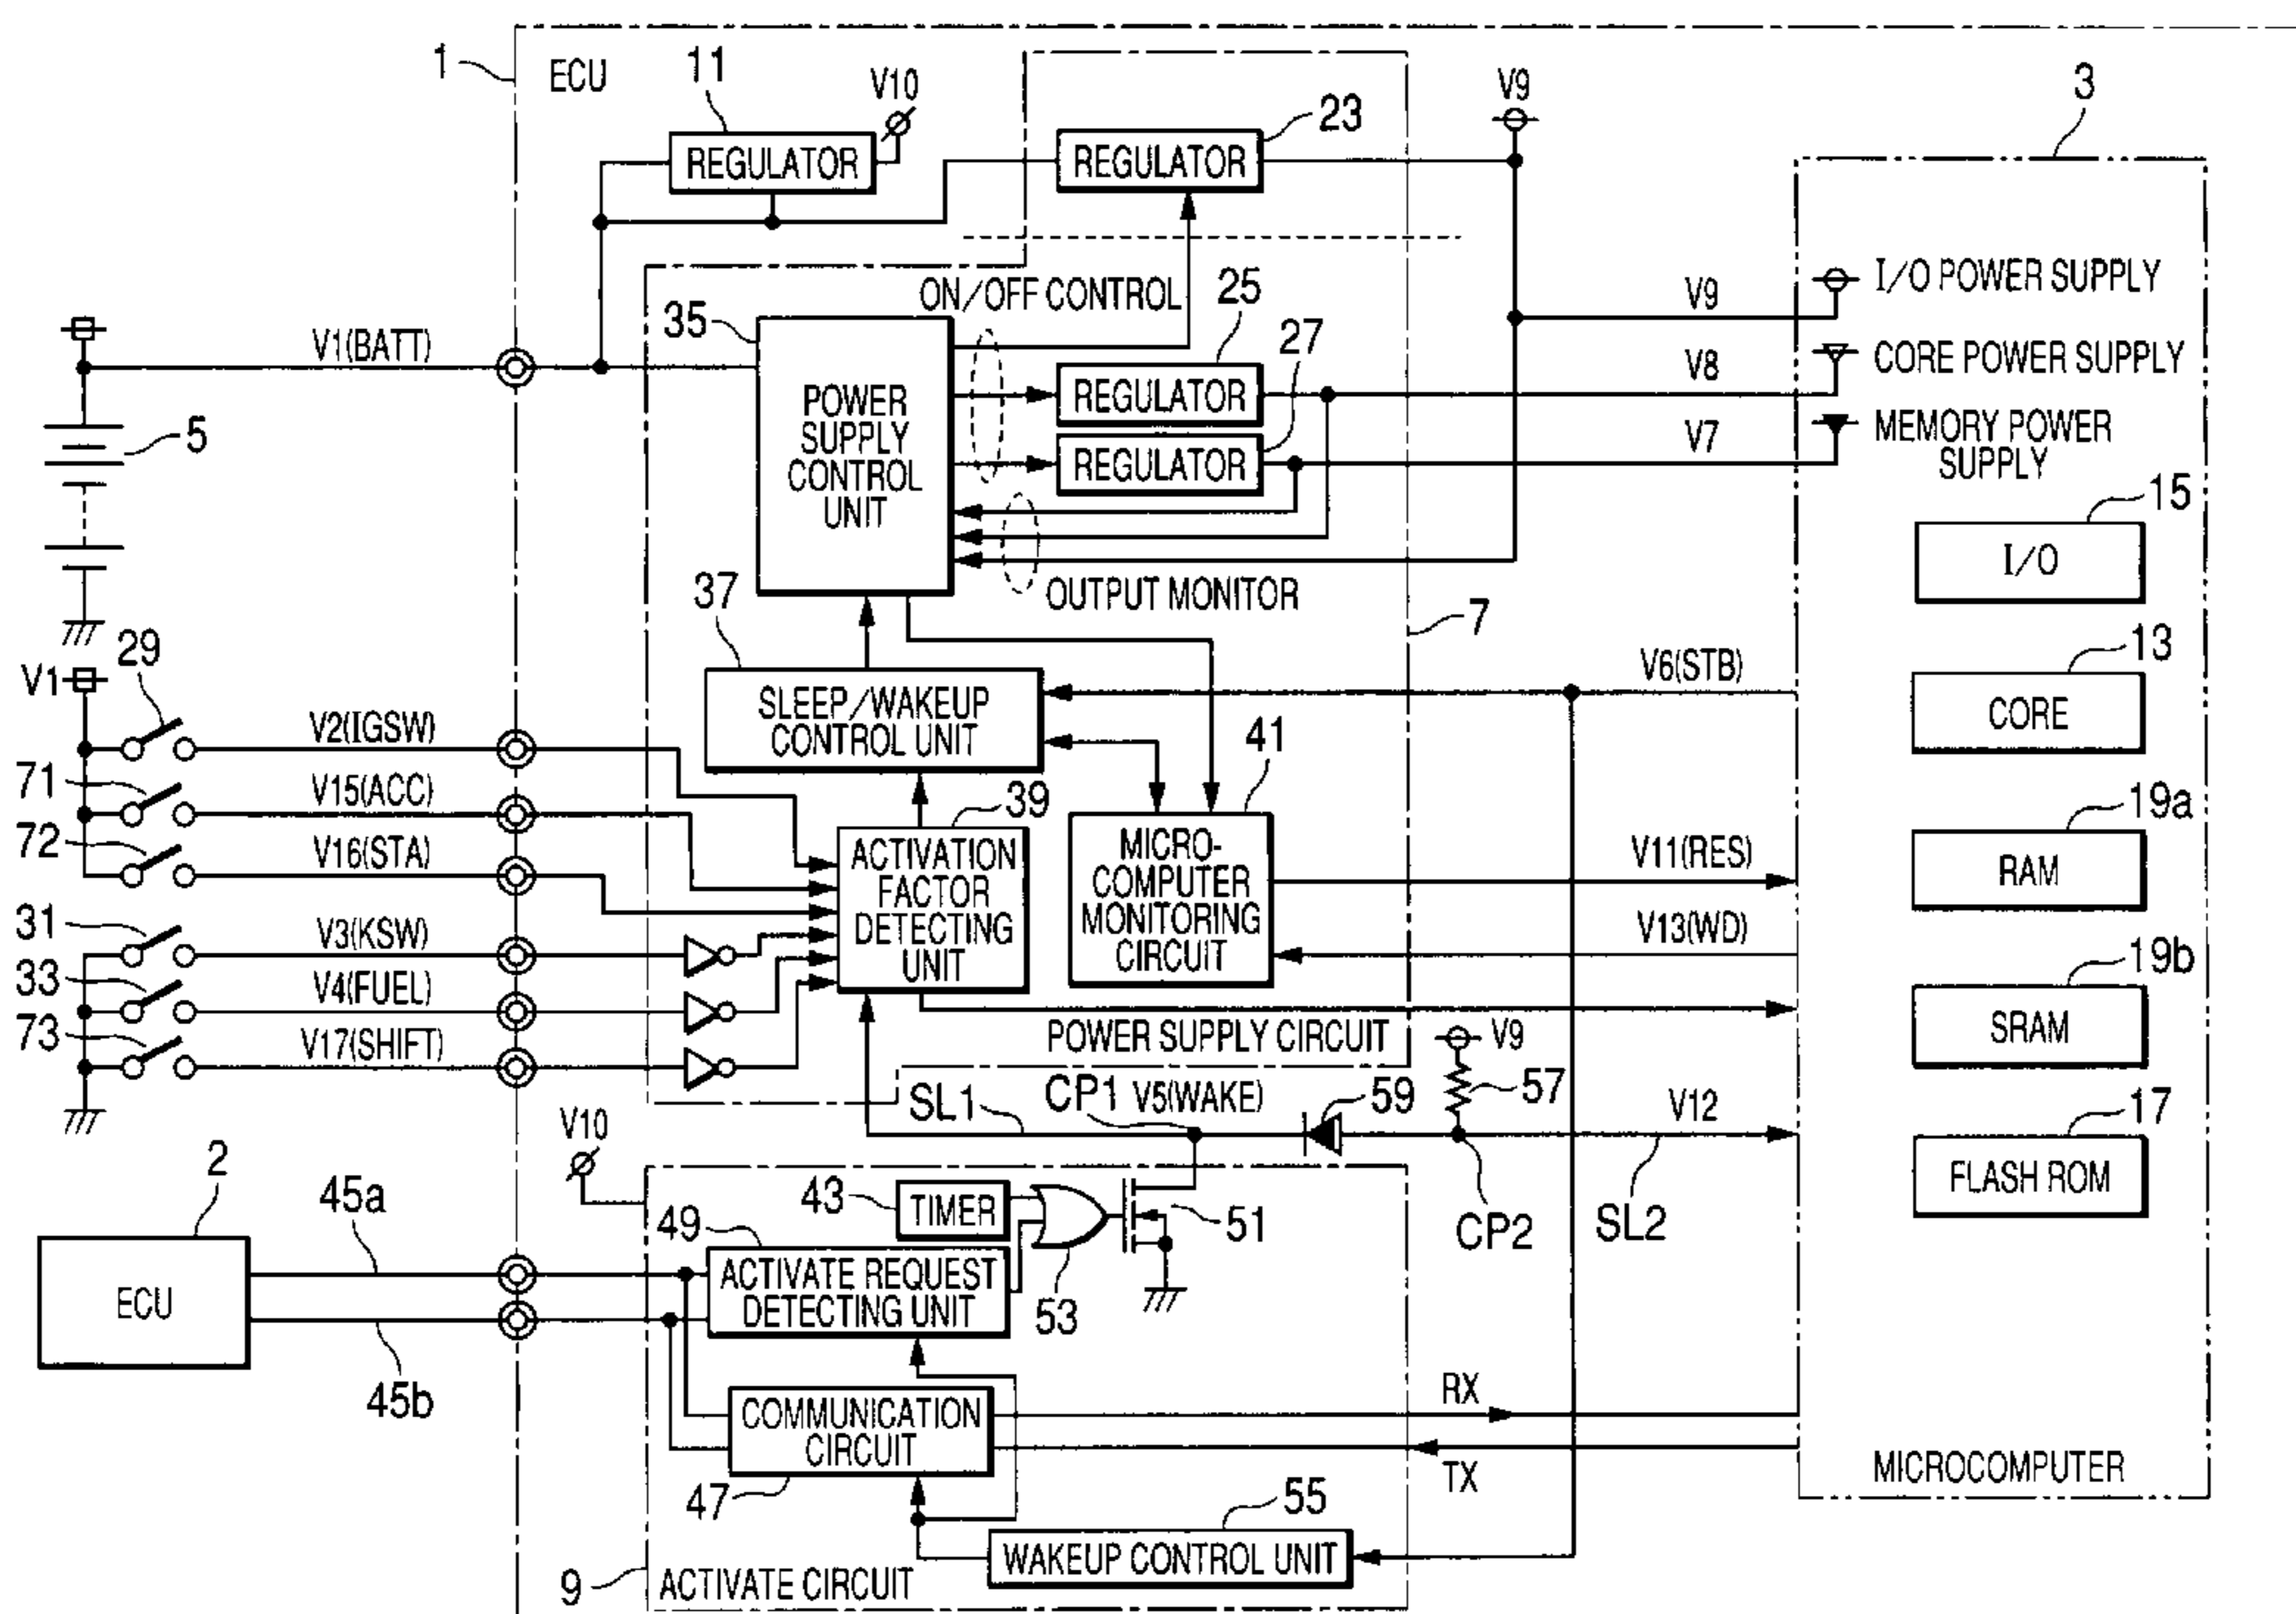 1
ECU
11
V10
REGULATOR
23
REGULATOR
V9
3
ON/OFF CONTROL
25
27
35
V1(BATT)
POWER
SUPPLY
CONTROL
UNIT
REGULATOR
REGULATOR
V9
V8
V7
I/O POWER SUPPLY
CORE POWER SUPPLY
MEMORY POWER
SUPPLY
5
15
I/O
OUTPUT MONITOR
7
37
29
V1
13
CORE
V6(STB)
SLEEP/WAKEUP
CONTROL UNIT
V2(IGSW)
71
V15(ACC)
72
V16(STA)
39
ACTIVATION
FACTOR
DETECTING
UNIT
41
MICRO-
COMPUTER
MONITORING
CIRCUIT
V11(RES)
V13(WD)
19a
RAM
31
V3(KSW)
33
V4(FUEL)
73
V17(SHIFT)
19b
SRAM
POWER SUPPLY CIRCUIT
V9
57
SL1
CP1
V5(WAKE)
59
V12
17
FLASH ROM
V10
2
ECU
45a
45b
43
TIMER
49
ACTIVATE REQUEST
DETECTING UNIT
53
51
CP2
SL2
COMMUNICATION
CIRCUIT
47
RX
TX
MICROCOMPUTER
55
WAKEUP CONTROL UNIT
9
ACTIVATE CIRCUIT